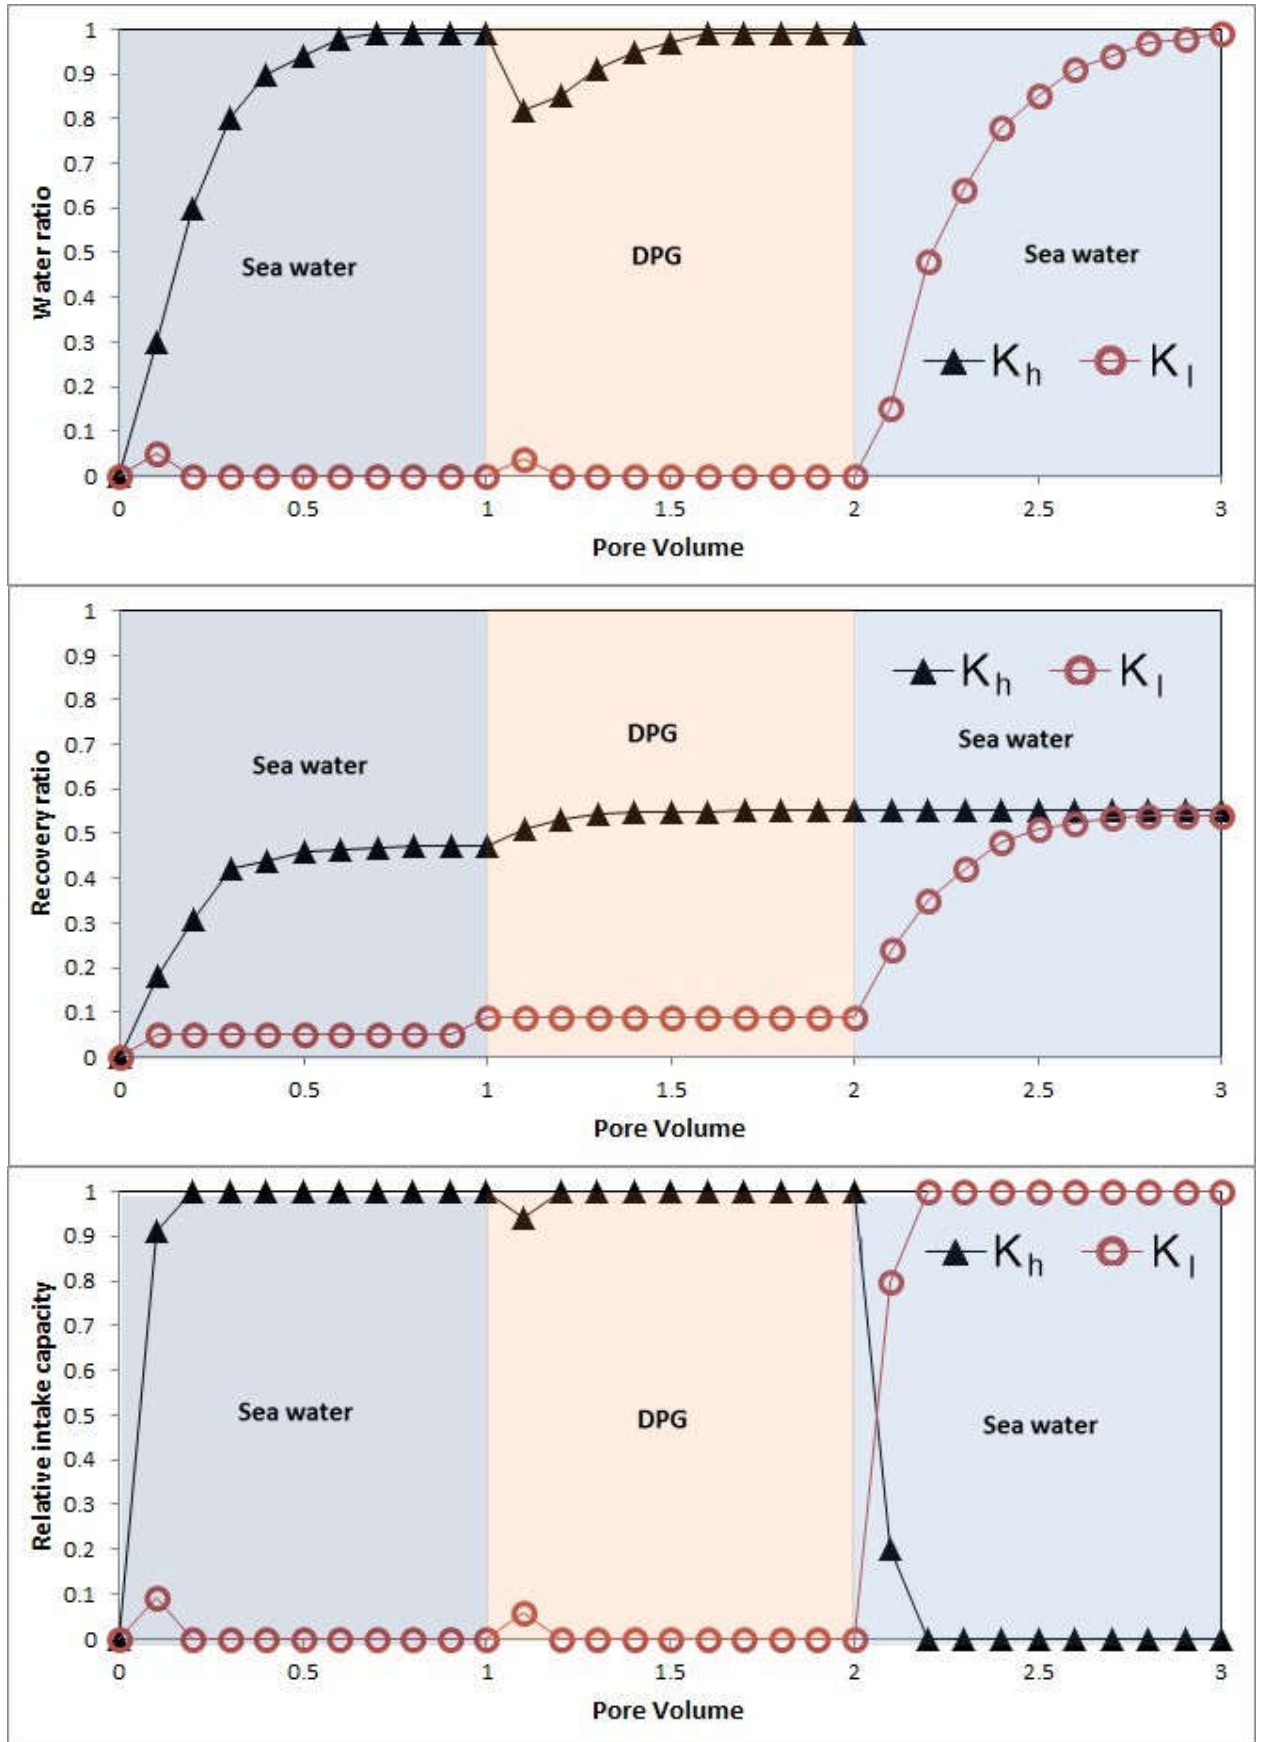 Water ratio
1
0.9
0.8
0.7
0.6
0.5
0.4
0.3
0.2
0.1
0
Sea water
DPG
Sea water
Kh Kl
0 0.5 1 1.5 2 2.5 3
Pore Volume
Recovery ratio
1
0.9
0.8
0.7
0.6
0.5
0.4
0.3
0.2
0.1
0
Kh Kl
Sea water
DPG
Sea water
0 0.5 1 1.5 2 2.5 3
Pore Volume
Relative intake capacity
1
0.9
0.8
0.7
0.6
0.5
0.4
0.3
0.2
0.1
0
Kh Kl
Sea water
DPG
Sea water
0 0.5 1 1.5 2 2.5 3
Pore Volume